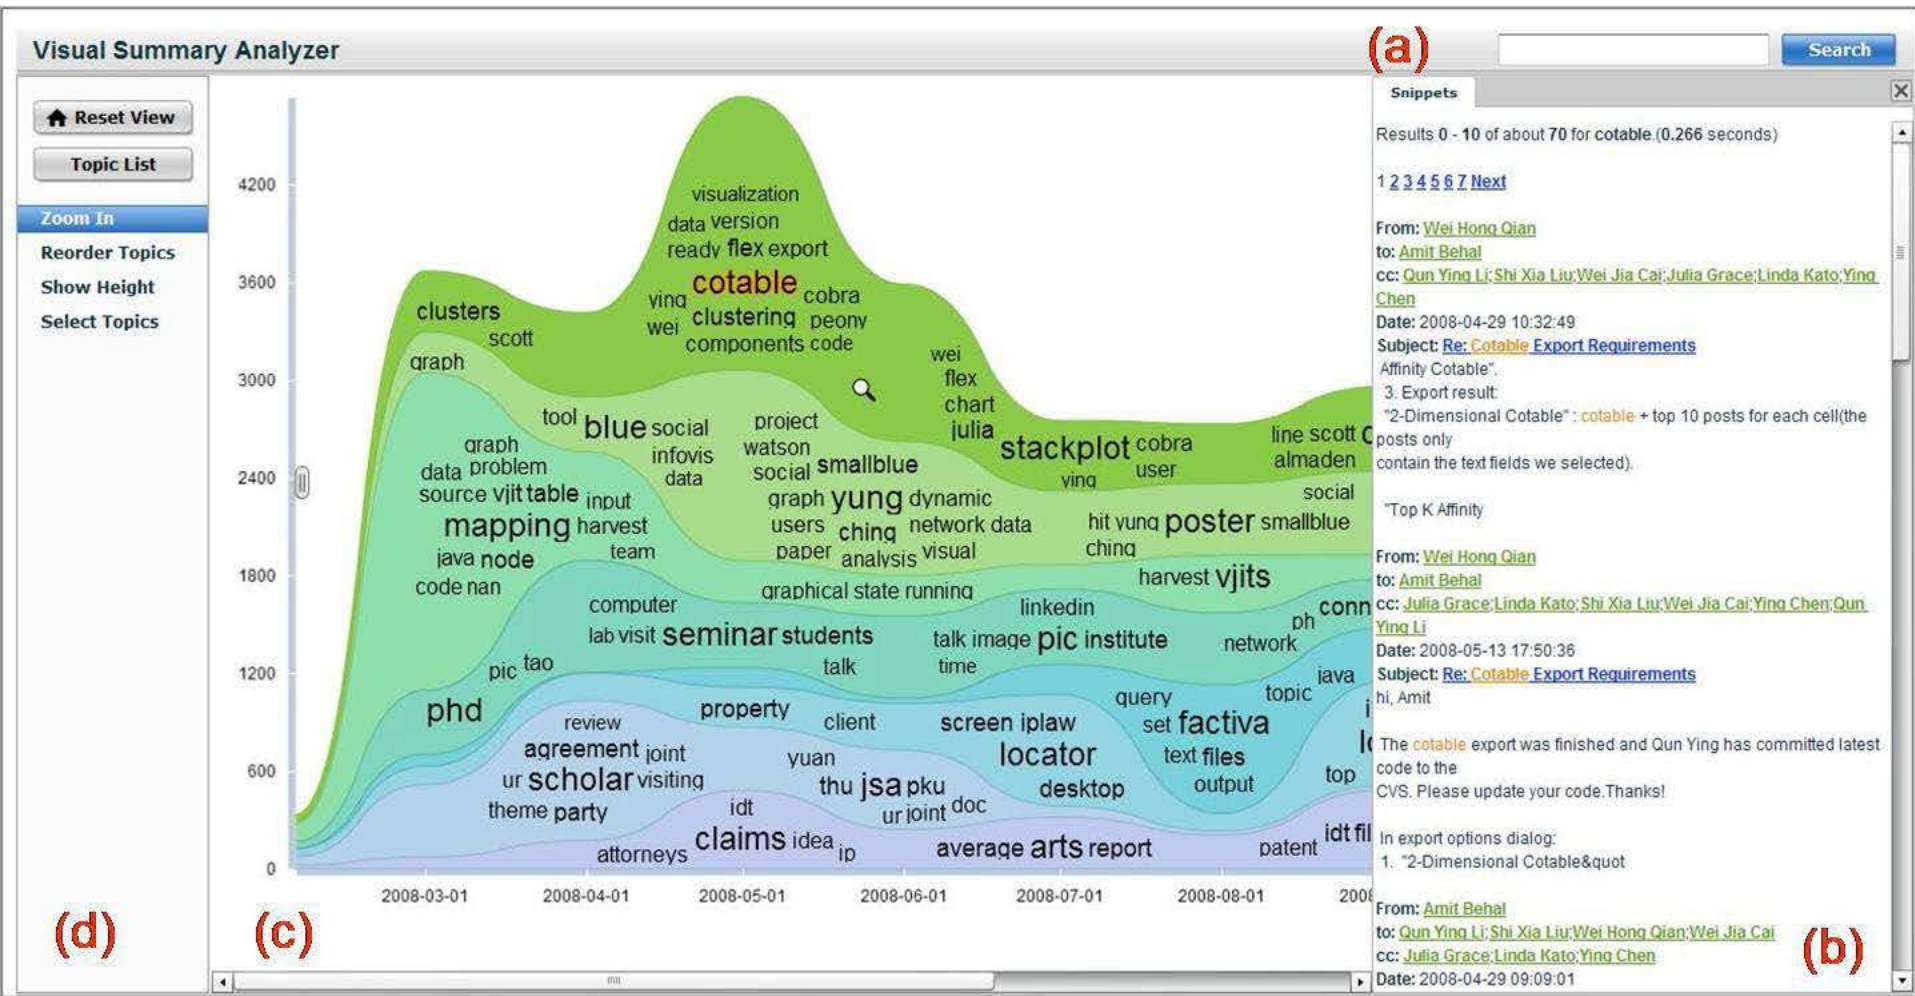 Visual Summary Analyzer
(a)
Search
Reset View
Topic List
Zoom In
Reorder Topics
Show Height
Select Topics
(d)
4200
3600
3000
2400
1800
1200
600
0
visualization
data version
ready flex export
cotable
ying cobra
wei clustering peony
components code
clusters
scott
graph
wei
flex
chart
julia
stackplot cobra
user
ying
line scott
almaden
tool blue social
infovis
data
project
watson
social smallblue
graph yung dynamic
users ching network data
paper analysis visual
social
hit yung poster smallblue
ching
graph
data problem
source vjit table input
mapping harvest
java node team
code nan
graphical state running
harvest vjits
computer
lab visit seminar students
talk
pic tao
phd
linkedin
talk image pic institute
time
ph conn
network
java
topic
query
set factiva
text files
output
property client
screen iplaw
locator
desktop
top
review
agreement joint
ur scholar visiting
theme party
yuan
thu jsa pku
ur joint doc
idt
claims idea ip
attorneys
average arts report
patent idt fil
2008-03-01 2008-04-01 2008-05-01 2008-06-01 2008-07-01 2008-08-01 2008
(c)
Snippets
Results 0 - 10 of about 70 for cotable.(0.266 seconds)
1 2 3 4 5 6 7 Next
From: Wei Hong Qian
to: Amit Behal
cc: Qun Ying Li;Shi Xia Liu;Wei Jia Cai;Julia Grace;Linda Kato;Ying
Chen
Date: 2008-04-29 10:32:49
Subject: Re: Cotable Export Requirements
Affinity Cotable".
3. Export result:
"2-Dimensional Cotable" : cotable + top 10 posts for each cell(the
posts only
contain the text fields we selected).
"Top K Affinity
From: Wei Hong Qian
to: Amit Behal
cc: Julia Grace;Linda Kato;Shi Xia Liu;Wei Jia Cai;Ying Chen;Qun
Ying Li
Date: 2008-05-13 17:50:36
Subject: Re: Cotable Export Requirements
hi, Amit
The cotable export was finished and Qun Ying has committed latest
code to the
CVS. Please update your code.Thanks!
In export options dialog:
1. "2-Dimensional Cotable&quot
From: Amit Behal
to: Qun Ying Li;Shi Xia Liu;Wei Hong Qian;Wei Jia Cai
cc: Julia Grace;Linda Kato;Ying Chen
Date: 2008-04-29 09:09:01
(b)